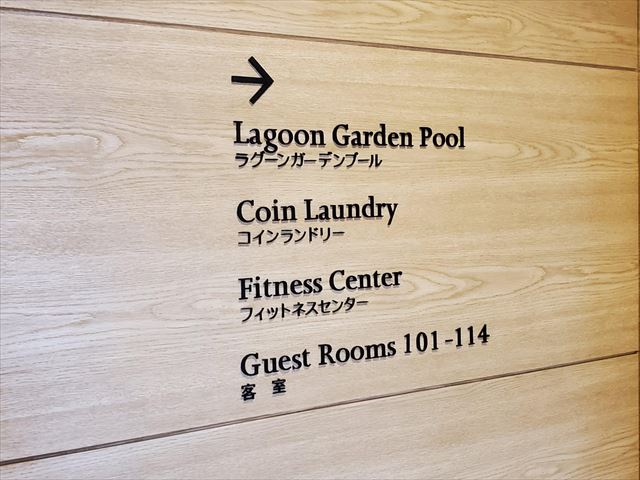 →
Lagoon Garden Pool
ラグーンガーデンプール
Coin Laundry
コインランドリー
Fitness Center
フィットネスセンター
Guest Rooms 101-114
客 室